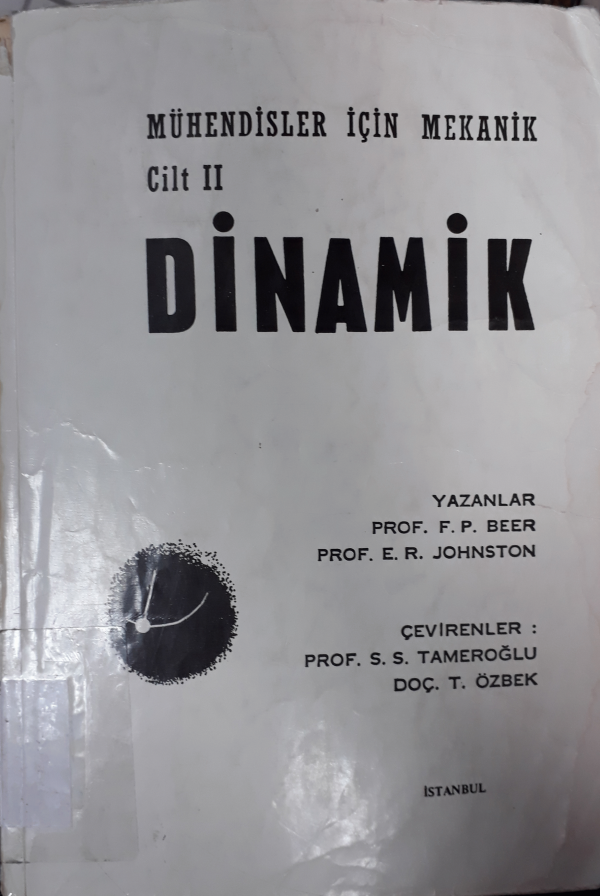 MÜHENDİSLER İÇİN MEKANİK
Cilt II
DİNAMİK
YAZANLAR
PROF. F. P. BEER
PROF. E. R. JOHNSTON
ÇEVİRENLER :
PROF. S. S. TAMEROĞLU
DOÇ. T. ÖZBEK
İSTANBUL